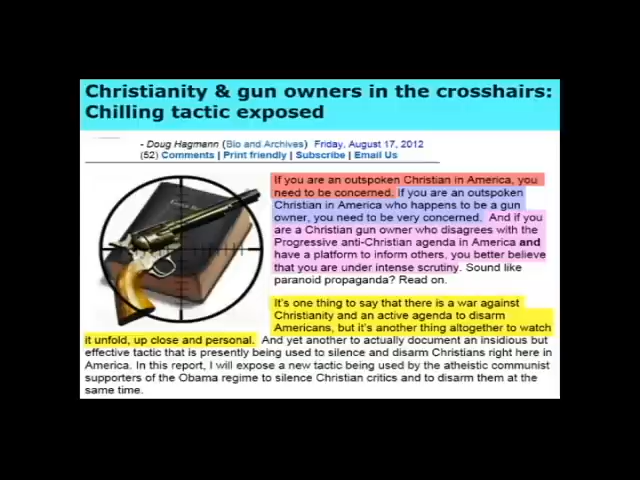 Christianity & gun owners in the crosshairs:
Chilling tactic exposed
- Doug Hagmann (Bio and Archives) Friday, August 17, 2012
(52) Comments | Print friendly | Subscribe | Email Us
If you are an outspoken Christian in America, you
need to be concerned. If you are an outspoken
Christian in America who happens to be a gun
owner, you need to be very concerned. And if you
are a Christian gun owner who disagrees with the
Progressive anti-Christian agenda in America and
have a platform to inform others, you better believe
that you are under intense scrutiny. Sound like
paranoid propaganda? Read on.
It's one thing to say that there is a war against
Christianity and an active agenda to disarm
Americans, but it's another thing altogether to watch
it unfold, up close and personal. And yet another to actually document an insidious but
effective tactic that is presently being used to silence and disarm Christians right here in
America. In this report, I will expose a new tactic being used by the atheistic communist
supporters of the Obama regime to silence Christian critics and to disarm them at the
same time.